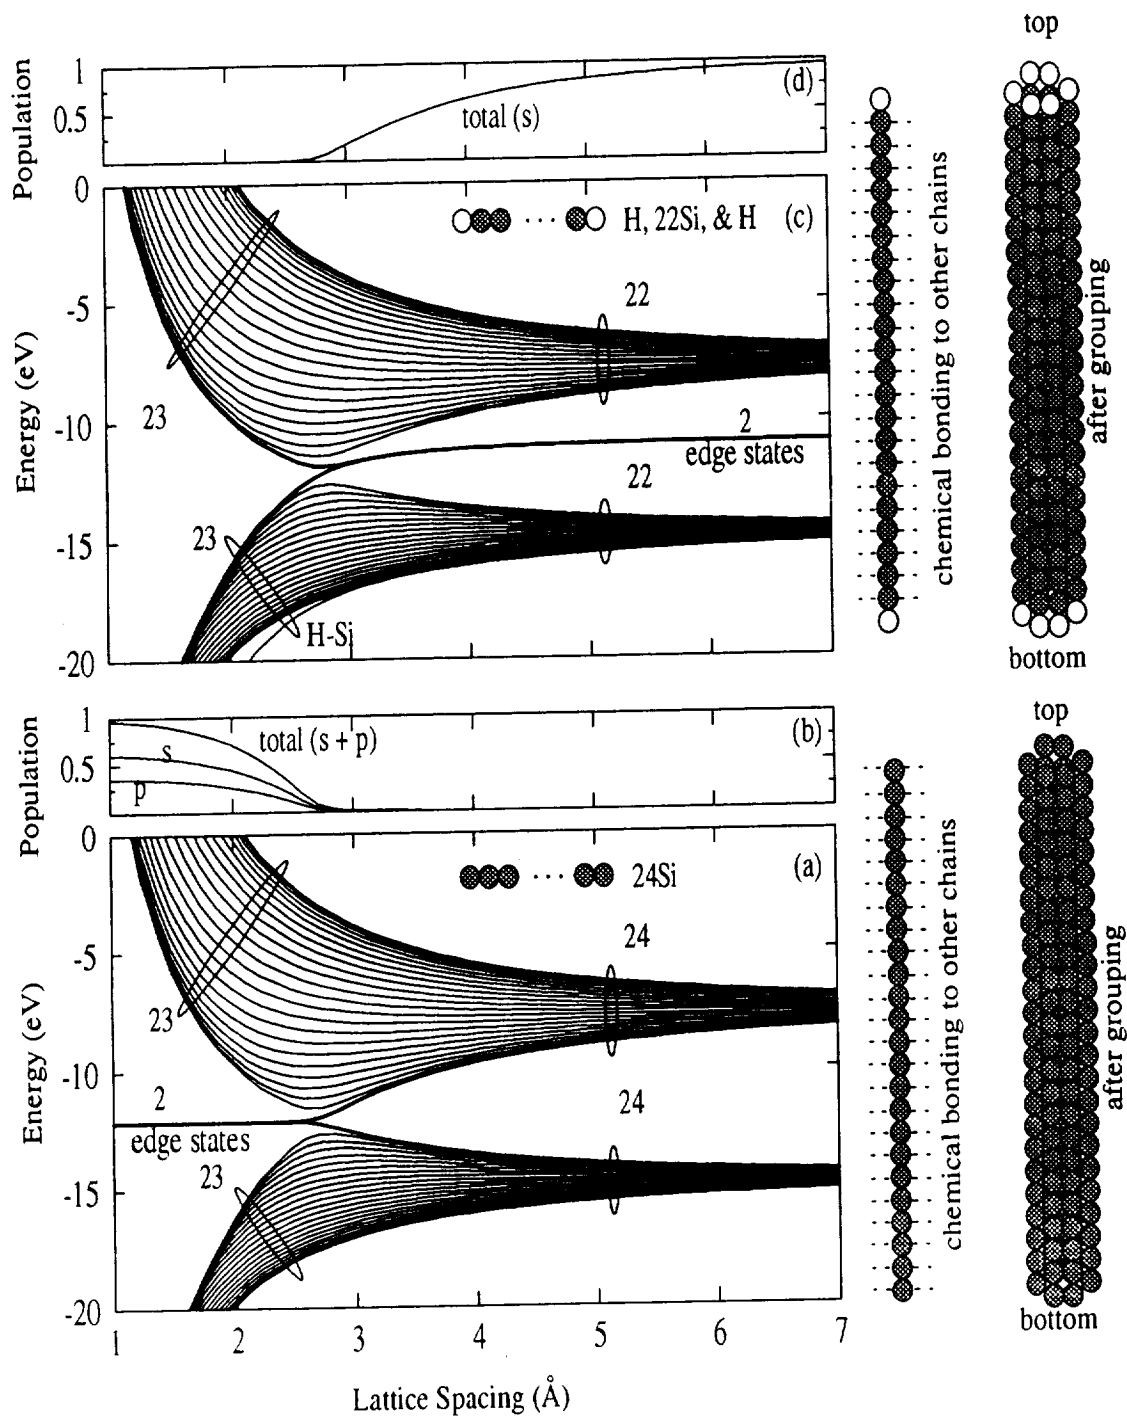 top
Population
1
0.5
total (s)
(d)
0
-5
-10
-15
-20
Energy (eV)
··· H, 22Si, & H
(c)
22
23
2
edge states
22
23
H-Si
chemical bonding to other chains
after grouping
bottom
top
Population
1
0.5
total (s + p)
s
p
(b)
0
-5
-10
-15
-20
Energy (eV)
··· 24Si
(a)
24
23
24
2
edge states
23
1 2 3 4 5 6 7
Lattice Spacing (Å)
chemical bonding to other chains
after grouping
bottom